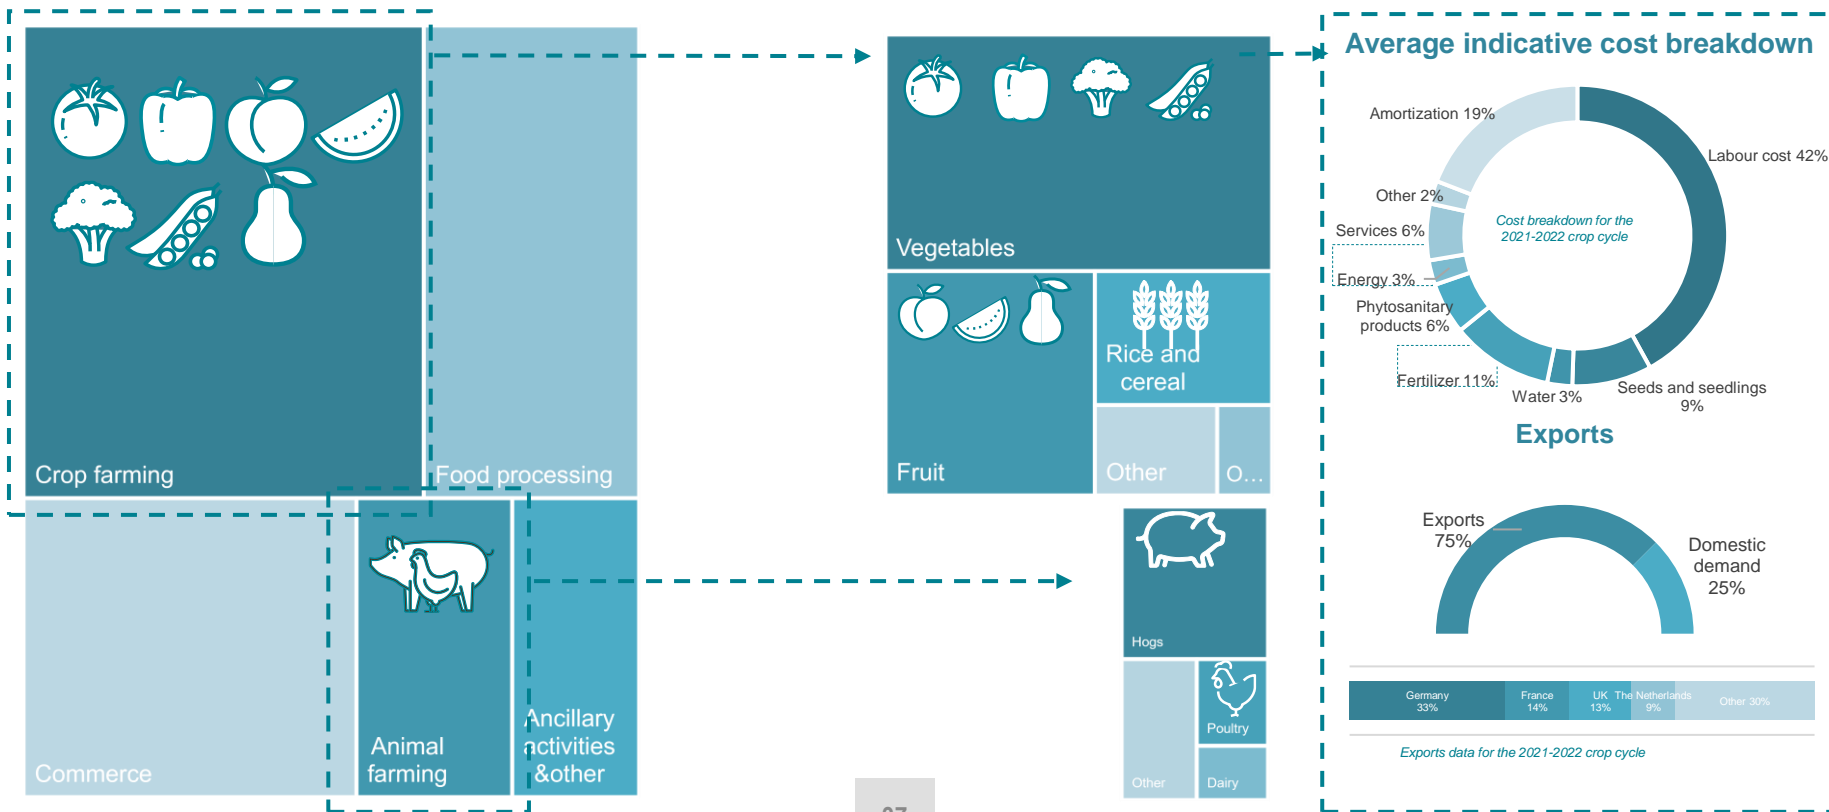 Crop farming
Food processing
Commerce
Animal
farming
Ancillary
activities
&other
Vegetables
Fruit
Rice and
cereal
Other
O...
Hogs
Other
Poultry
Dairy
Average indicative cost breakdown
Amortization 19%
Labour cost 42%
Other 2%
Cost breakdown for the
2021-2022 crop cycle
Services 6%
Energy 3%
Phytosanitary
products 6%
Fertilizer 11%
Water 3%
Seeds and seedlings
9%
Exports
Exports
75%
Domestic
demand
25%
Germany
33%
France
14%
UK
13%
The Netherlands
9%
Other 30%
Exports data for the 2021-2022 crop cycle